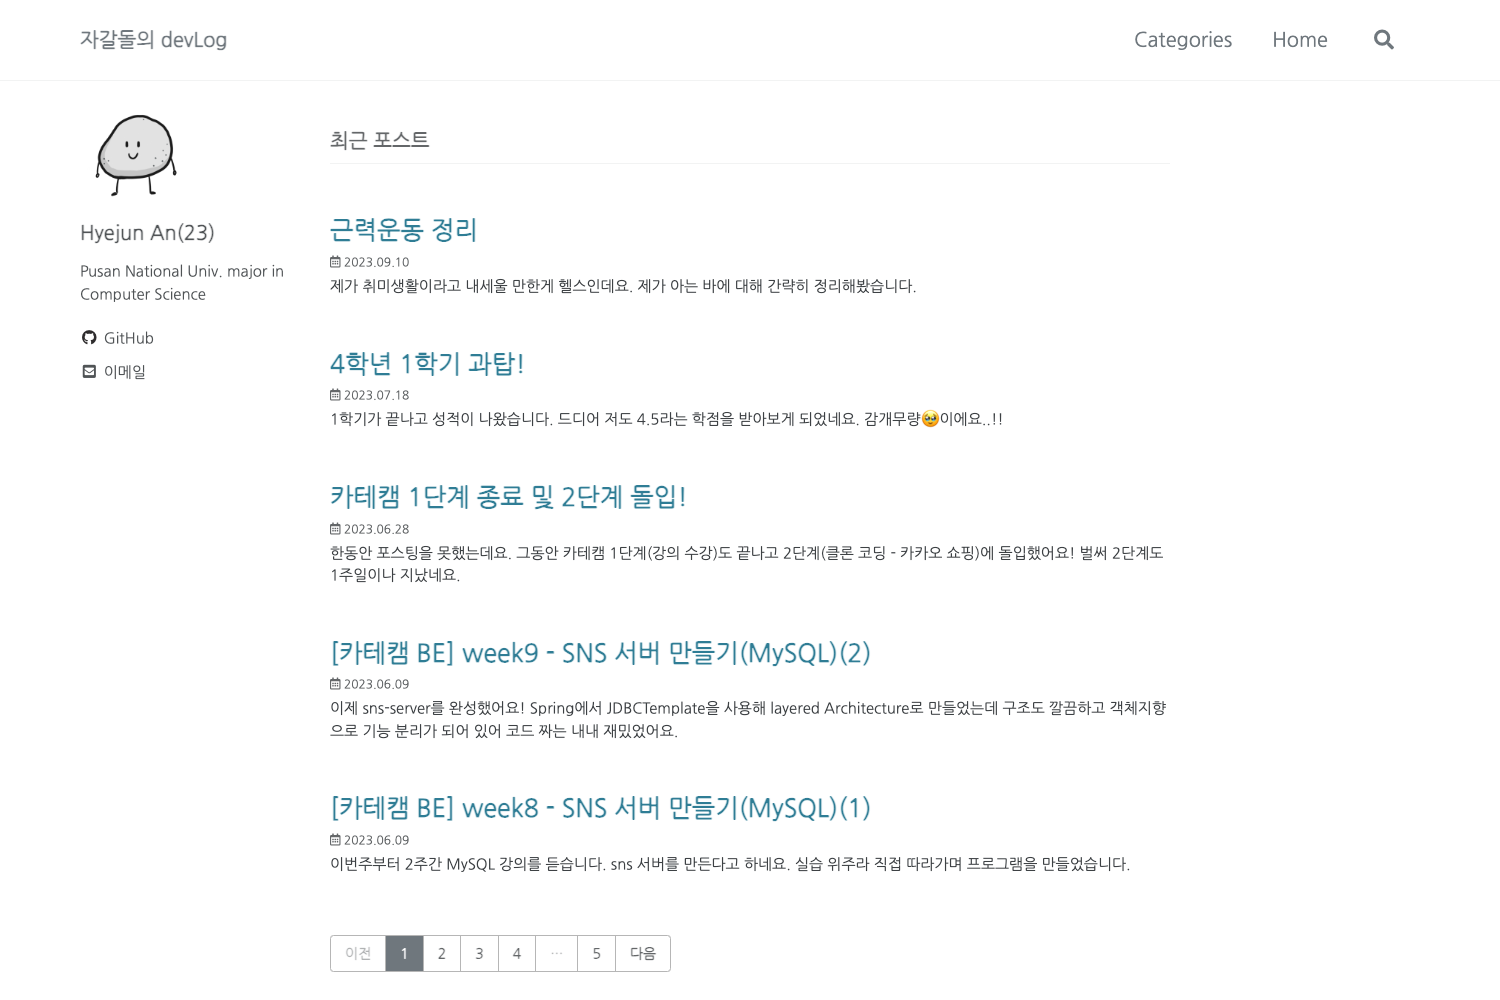 자갈돌의 devLog
Categories
Home
Hyejun An(23)
Pusan National Univ. major in
Computer Science
GitHub
이메일
최근 포스트
근력운동 정리
2023.09.10
제가 취미생활이라고 내세울 만한게 헬스인데요. 제가 아는 바에 대해 간략히 정리해봤습니다.
4학년 1학기 과탑!
2023.07.18
1학기가 끝나고 성적이 나왔습니다. 드디어 저도 4.5라는 학점을 받아보게 되었네요. 감개무량🥹이에요..!!
카테캠 1단계 종료 및 2단계 돌입!
2023.06.28
한동안 포스팅을 못했는데요. 그동안 카테캠 1단계(강의 수강)도 끝나고 2단계(클론 코딩 - 카카오 쇼핑)에 돌입했어요! 벌써 2단계도
1주일이나 지났네요.
[카테캠 BE] week9 - SNS 서버 만들기(MySQL)(2)
2023.06.09
이제 sns-server를 완성했어요! Spring에서 JDBCTemplate을 사용해 layered Architecture로 만들었는데 구조도 깔끔하고 객체지향
으로 기능 분리가 되어 있어 코드 짜는 내내 재밌었어요.
[카테캠 BE] week8 - SNS 서버 만들기(MySQL)(1)
2023.06.09
이번주부터 2주간 MySQL 강의를 듣습니다. sns 서버를 만든다고 하네요. 실습 위주라 직접 따라가며 프로그램을 만들었습니다.
이전 1 2 3 4 … 5 다음